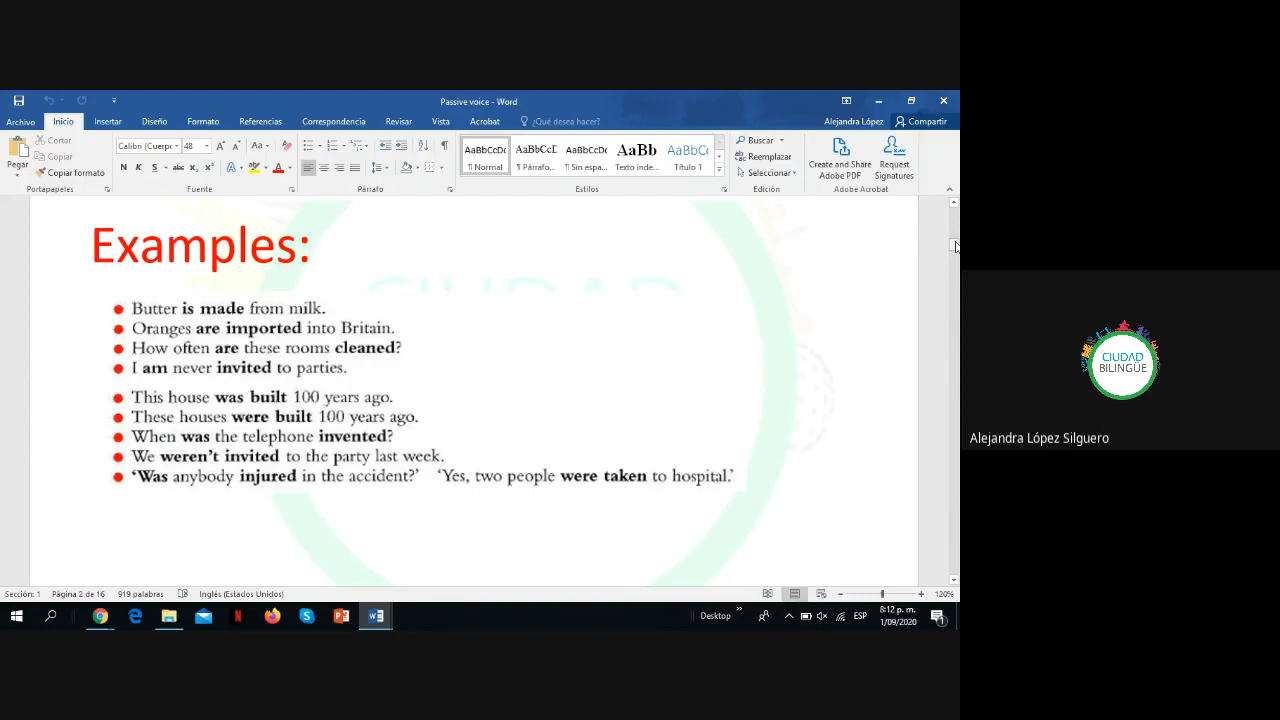 Passive voice - Word
Archivo Inicio Insertar Diseño Formato Referencias Correspondencia Revisar Vista Acrobat ¿Qué desea hacer? Alejandra López Compartir
Pegar
Cortar
Copiar
Copiar formato
Portapapeles
Calibri (Cuerp 48
N K S abc x₂ x²
Fuente
Párrafo
AaBbCcDc AaBbCcD AaBbCcDc AaBb AaBbCc
¶ Normal ¶ Párrafo... ¶ Sin espa... Texto inde... Título 1
Estilos
Buscar
Reemplazar
Seleccionar
Edición
Create and Share Adobe PDF
Request Signatures
Adobe Acrobat
CIUDAD
Examples:
Butter is made from milk.
Oranges are imported into Britain.
How often are these rooms cleaned?
I am never invited to parties.
This house was built 100 years ago.
These houses were built 100 years ago.
When was the telephone invented?
We weren't invited to the party last week.
'Was anybody injured in the accident?' 'Yes, two people were taken to hospital.'
Sección: 1 Página 2 de 16 919 palabras Inglés (Estados Unidos) 120%
Desktop ESP 8:12 p. m.
1/09/2020
CIUDAD
BILINGÜE
Alejandra López Silguero